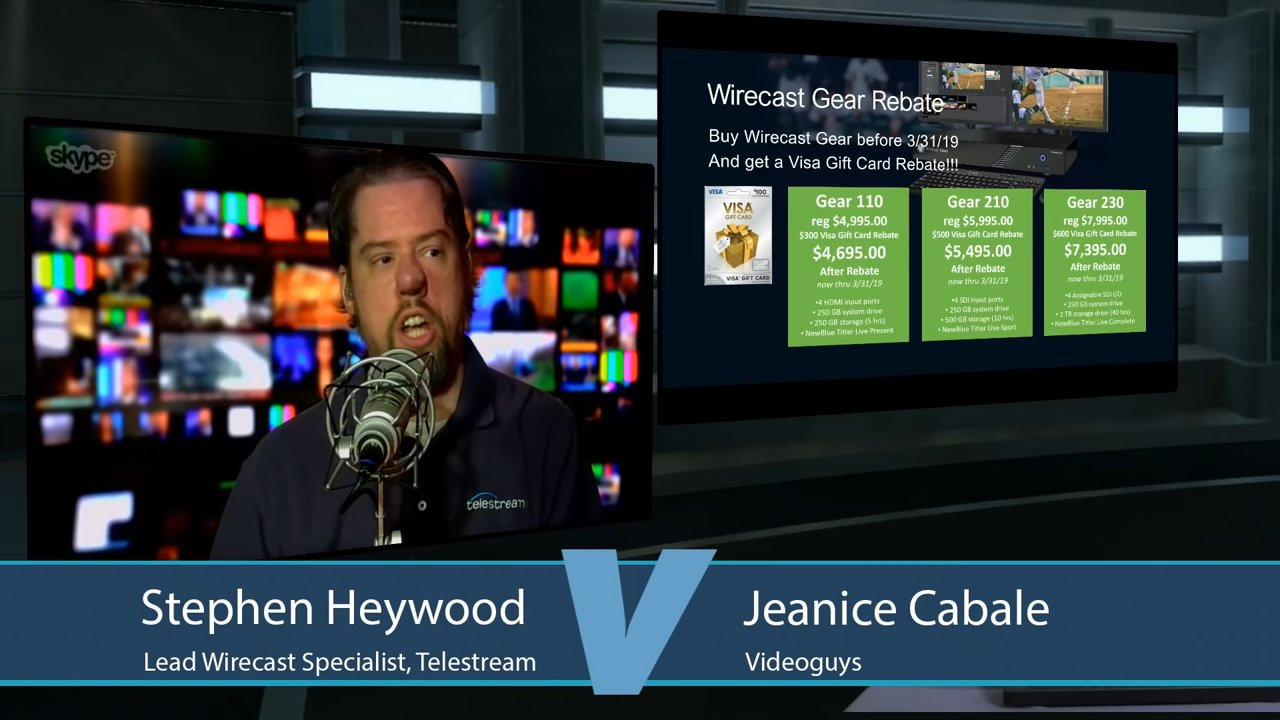 skype
telestream
Wirecast Gear Rebate
Buy Wirecast Gear before 3/31/19
And get a Visa Gift Card Rebate!!!
VISA
$100
VISA
GIFT CARD
VISA® GIFT CARD
Gear 110
reg $4,995.00
$300 Visa Gift Card Rebate
$4,695.00
After Rebate
now thru 3/31/19
•4 HDMI input ports
• 250 GB system drive
• 250 GB storage (5 hrs)
• NewBlue Titler Live Present
Gear 210
reg $5,995.00
$500 Visa Gift Card Rebate
$5,495.00
After Rebate
now thru 3/31/19
•4 SDI input ports
• 250 GB system drive
• 500 GB storage (10 hrs)
• NewBlue Titler Live Sport
Gear 230
reg $7,995.00
$600 Visa Gift Card Rebate
$7,395.00
After Rebate
now thru 3/31/19
•4 Assignable SDI I/O
• 250 GB system drive
• 2 TB storage drive (40 hrs)
• NewBlue Titler Live Complete
Stephen Heywood
Lead Wirecast Specialist, Telestream
V
Jeanice Cabale
Videoguys